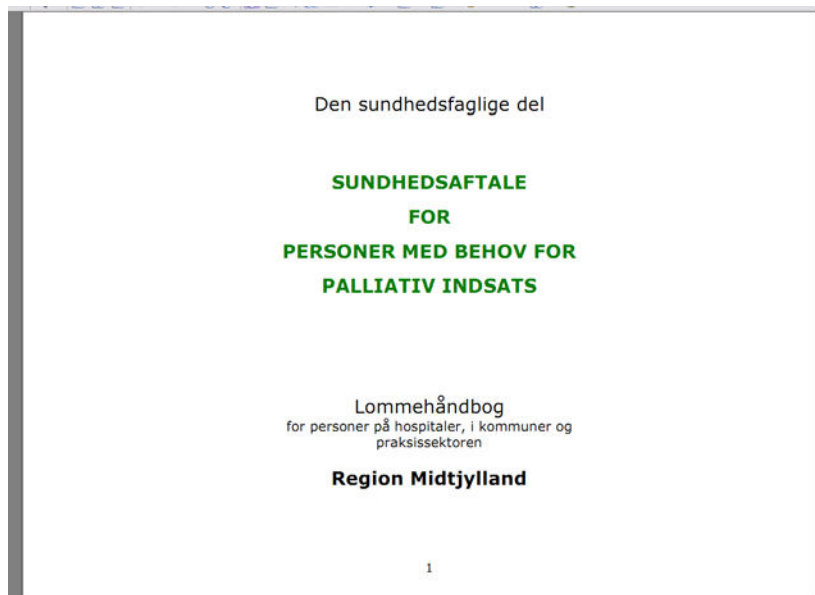 Den sundhedsfaglige del
SUNDHEDSAFTALE
FOR
PERSONER MED BEHOV FOR
PALLIATIV INDSATS
Lommehåndbog
for personer på hospitaler, i kommuner og
praksissektoren
Region Midtjylland
1